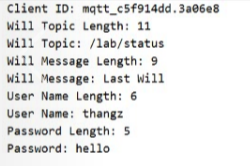 Client ID: mqtt_c5f914dd.3a06e8
Will Topic Length: 11
Will Topic: /lab/status
Will Message Length: 9
Will Message: Last Will
User Name Length: 6
User Name: thangz
Password Length: 5
Password: hello